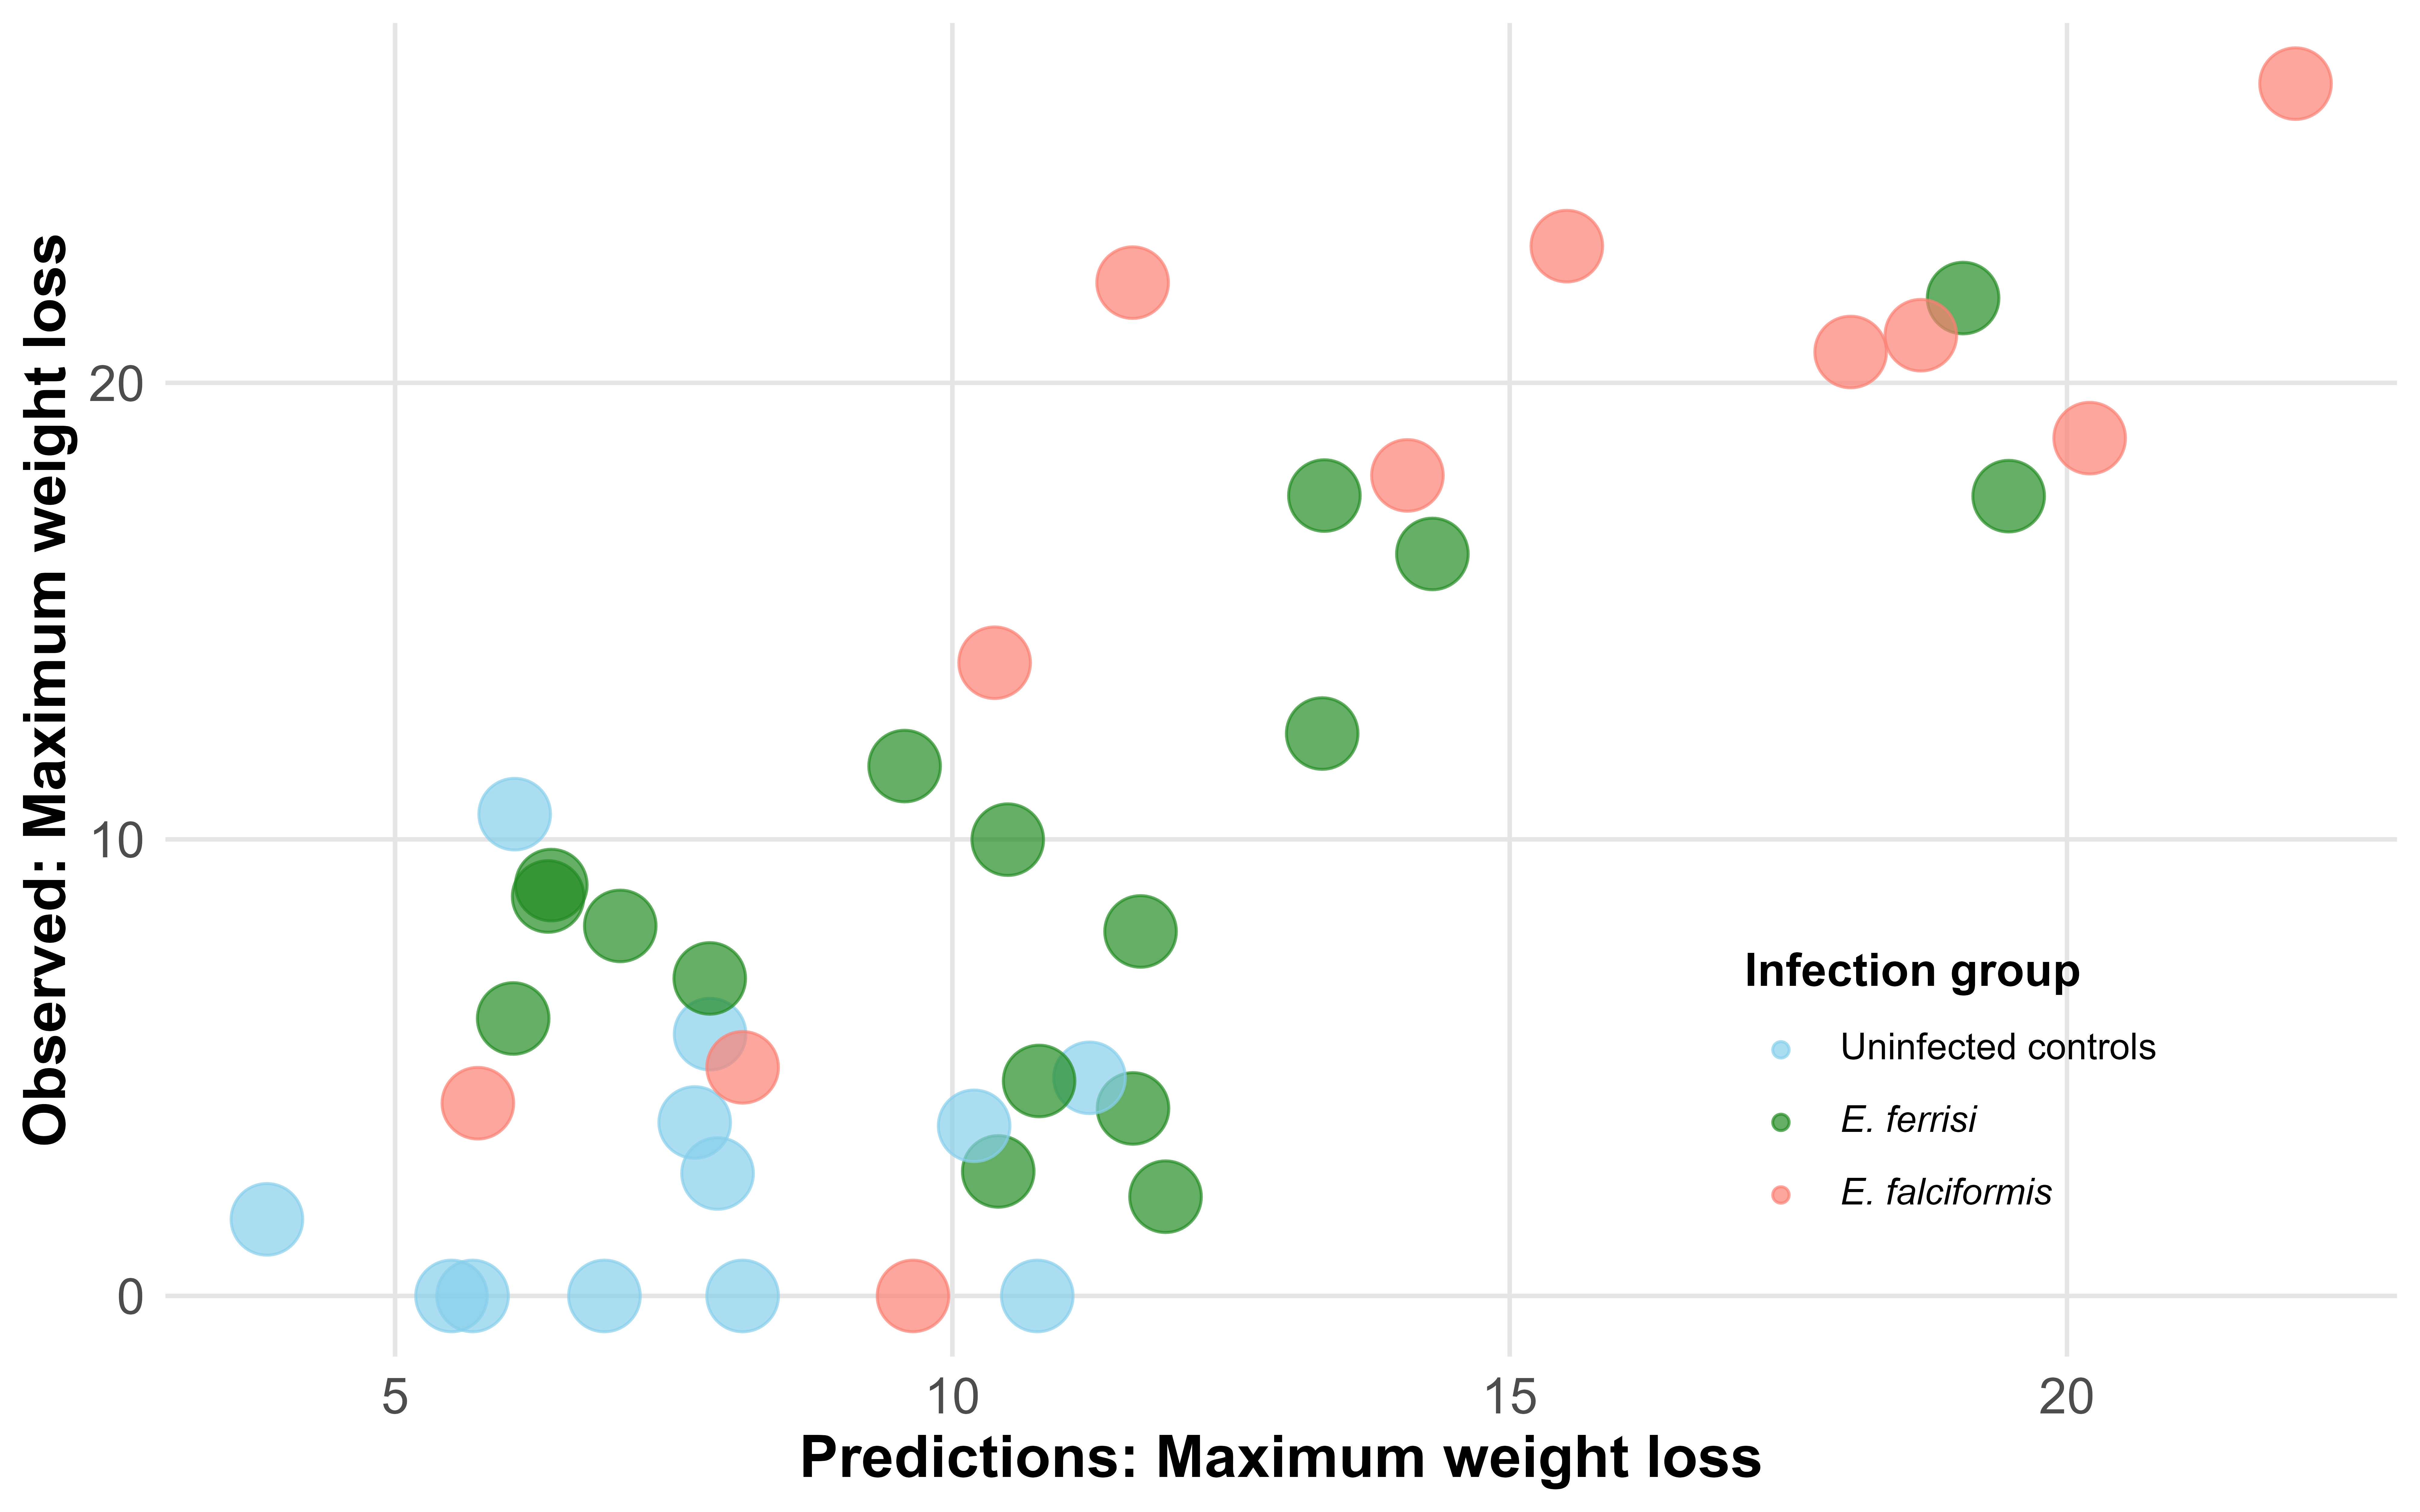 Observed: Maximum weight loss
20
10
0
5
10
15
20
Predictions: Maximum weight loss
Infection group
Uninfected controls
E. ferrisi
E. falciformis